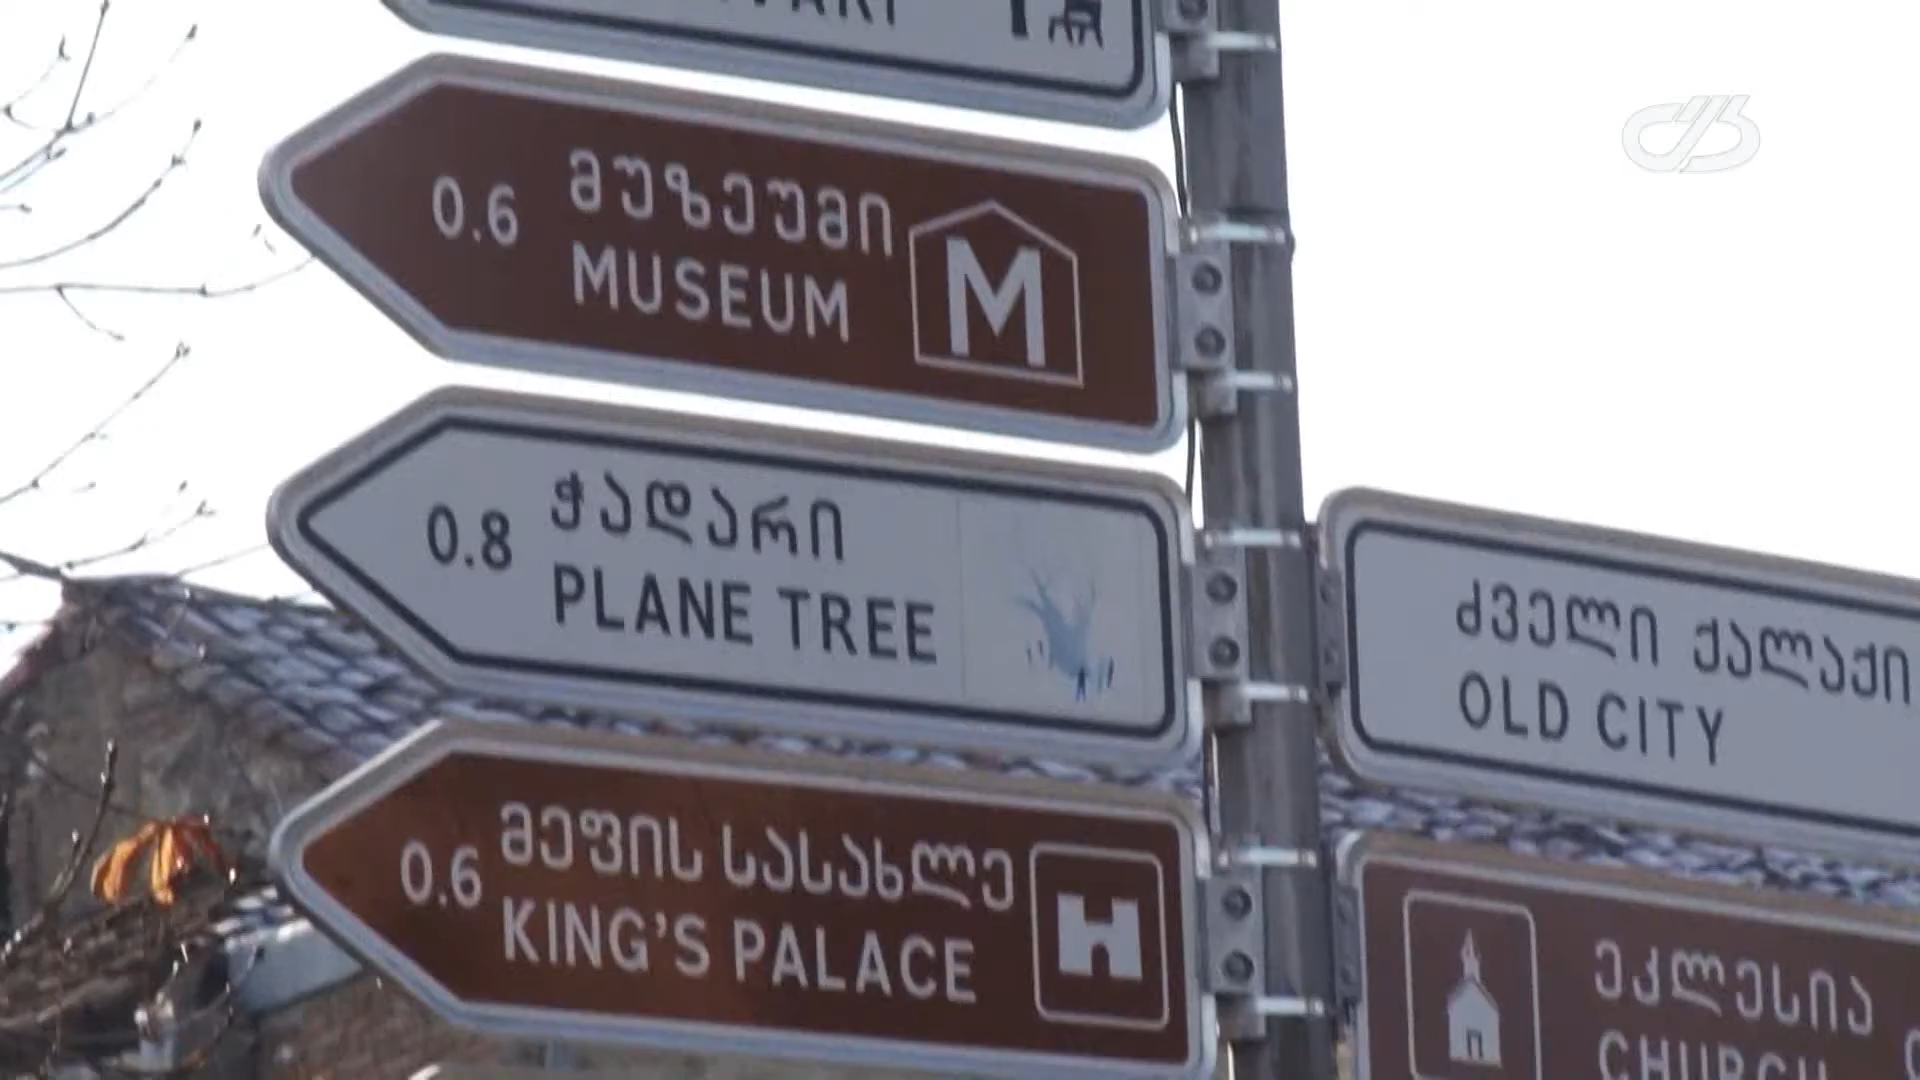 0.6
მუზეუმი
MUSEUM
M
0.8
ჭადარი
PLANE TREE
0.6
მეფის სასახლე
KING'S PALACE
ძველი ქალაქი
OLD CITY
ეკლესია
CHURCH